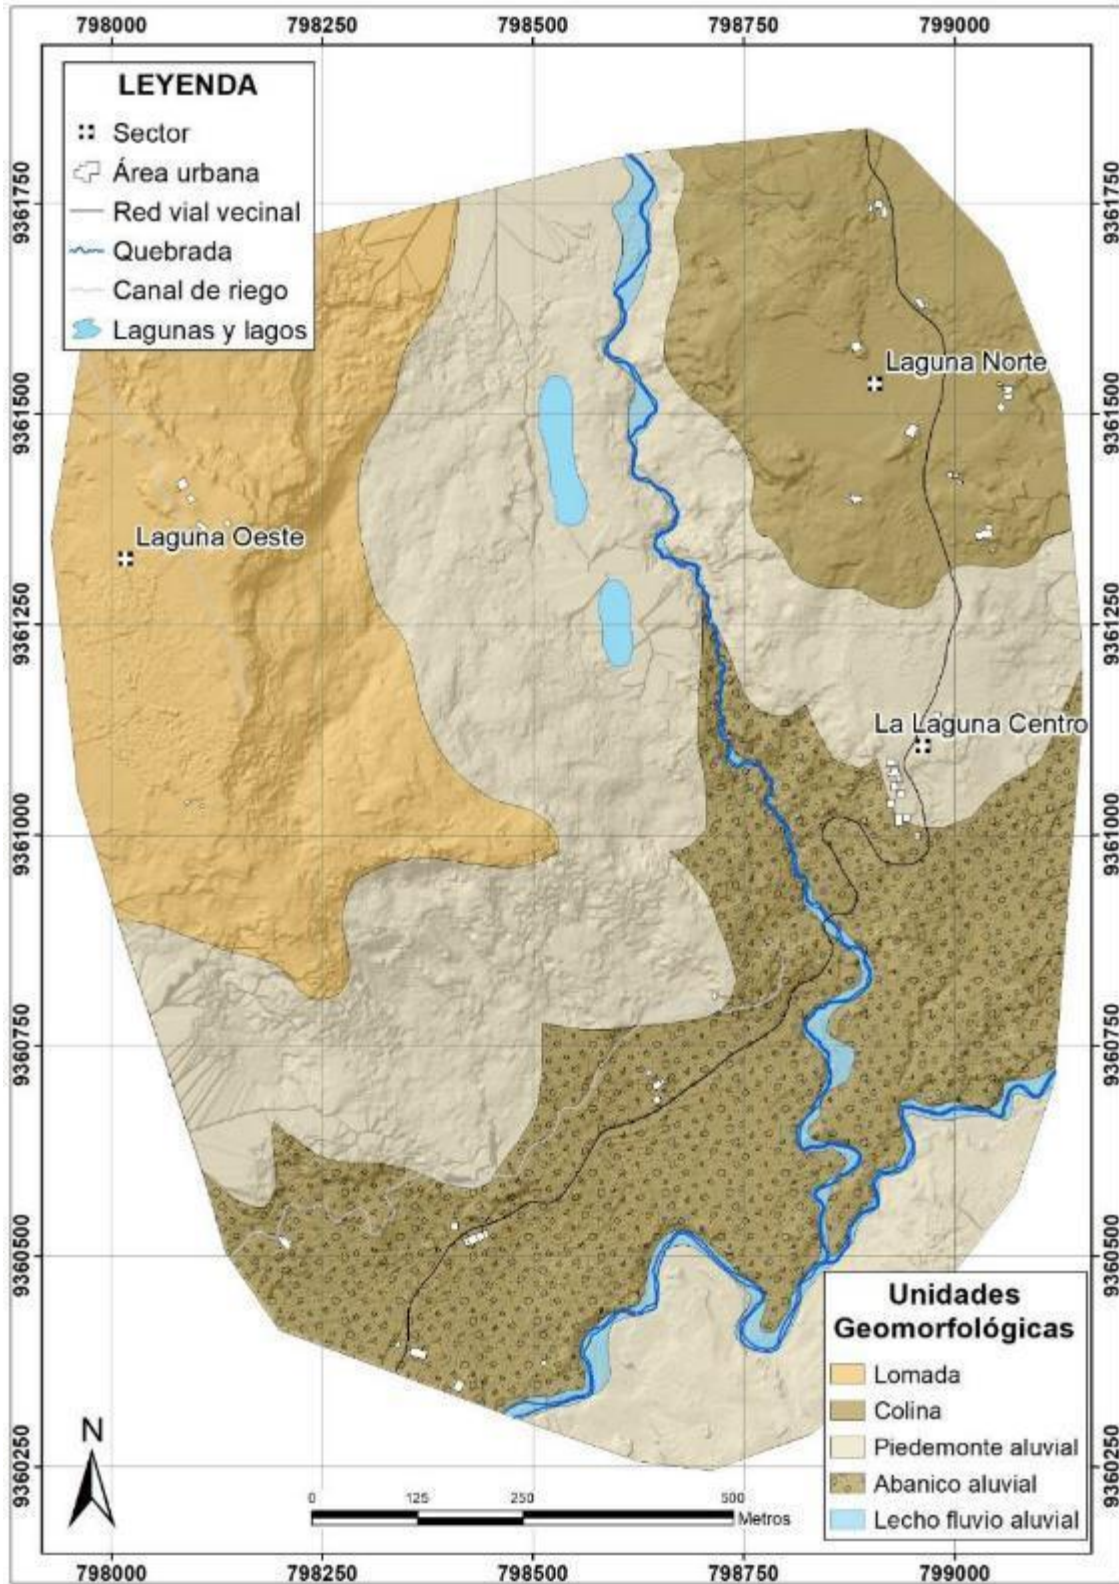 798000 798250 798500 798750 799000
LEYENDA
Sector
Área urbana
Red vial vecinal
Quebrada
Canal de riego
Lagunas y lagos
9361750 9361750
Laguna Norte
9361500 9361500
Laguna Oeste
9361250 9361250
La Laguna Centro
9361000 9361000
9360750 9360750
9360500 9360500
Unidades
Geomorfológicas
Lomada
Colina
Piedemonte aluvial
Abanico aluvial
Lecho fluvio aluvial
9360250 9360250
N
0 125 250 500
Metros
798000 798250 798500 798750 799000